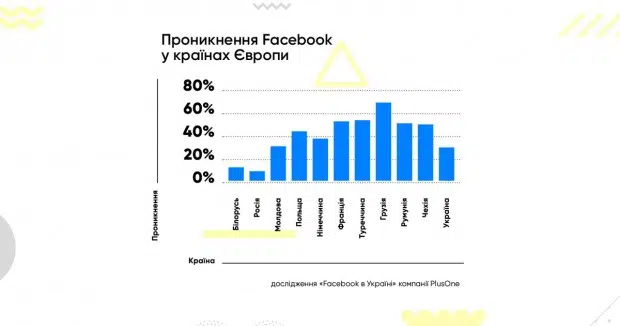 Проникнення Facebook
у країнах Європи
80%
60%
40%
20%
0%
Проникнення
Білорусь
Росія
Молдова
Польща
Німеччина
Франція
Туреччина
Грузія
Румунія
Чехія
Україна
Країна
дослідження «Facebook в Україні» компанії PlusOne